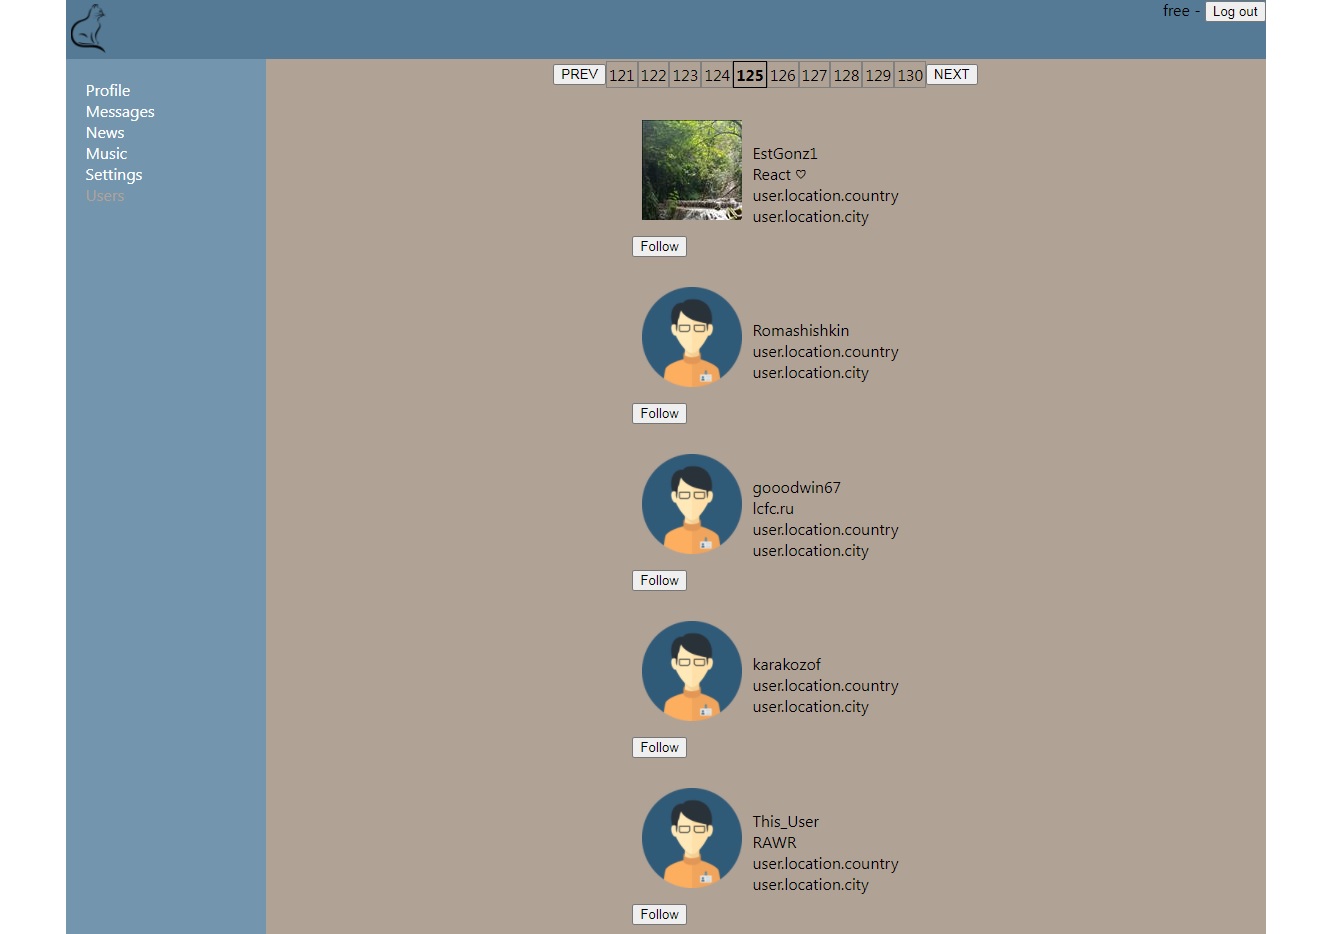 free - Log out
PREV 121 122 123 124 125 126 127 128 129 130 NEXT
Profile
Messages
News
Music
Settings
Users
EstGonz1
React ♡
user.location.country
user.location.city
Follow
Romashishkin
user.location.country
user.location.city
Follow
gooodwin67
lcfc.ru
user.location.country
user.location.city
Follow
karakozof
user.location.country
user.location.city
Follow
This_User
RAWR
user.location.country
user.location.city
Follow